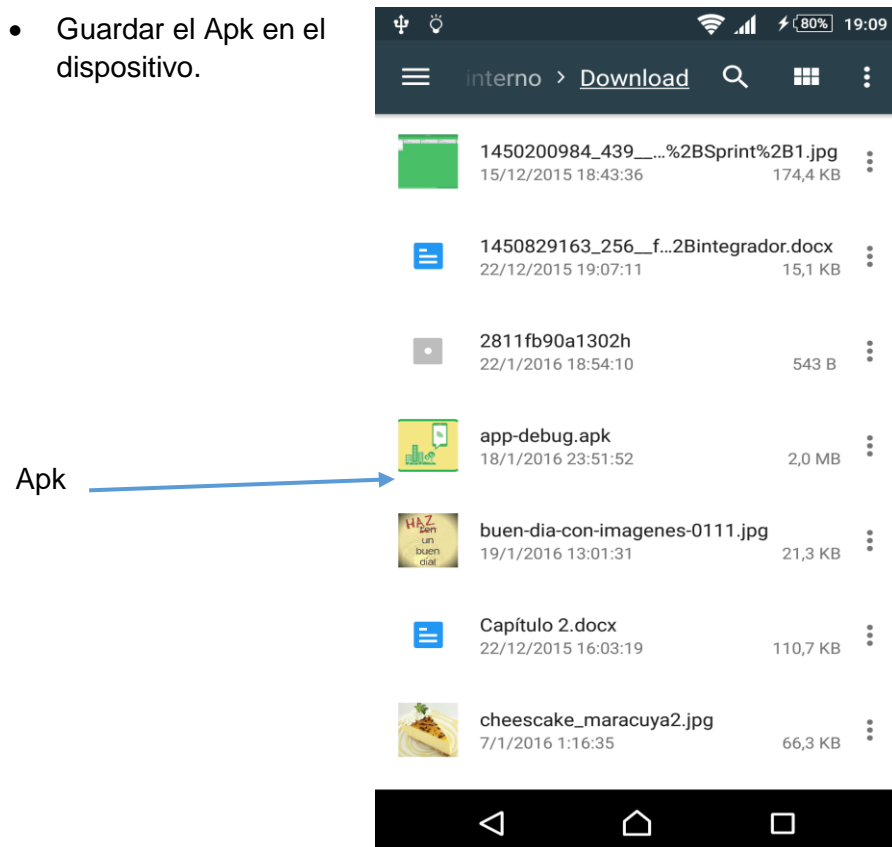 • Guardar el Apk en el
dispositivo.
Apk
80% 19:09
interno > Download
1450200984_439__...%2BSprint%2B1.jpg
15/12/2015 18:43:36 174,4 KB
1450829163_256__f...2Bintegrador.docx
22/12/2015 19:07:11 15,1 KB
2811fb90a1302h
22/1/2016 18:54:10 543 B
app-debug.apk
18/1/2016 23:51:52 2,0 MB
HAZ
ten
un
buen
día!
buen-dia-con-imagenes-0111.jpg
19/1/2016 13:01:31 21,3 KB
Capítulo 2.docx
22/12/2015 16:03:19 110,7 KB
cheescake_maracuya2.jpg
7/1/2016 1:16:35 66,3 KB